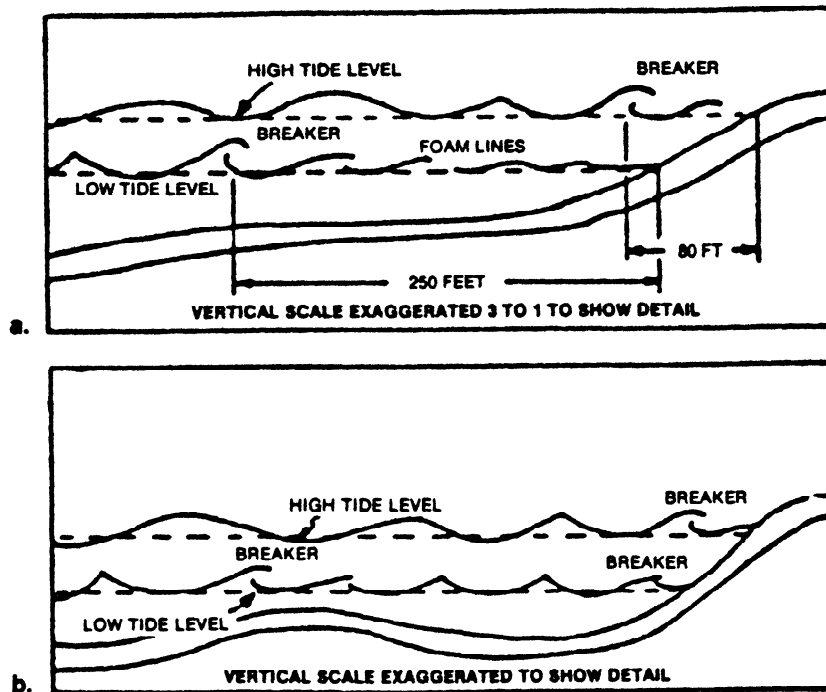 HIGH TIDE LEVEL
BREAKER
BREAKER
FOAM LINES
LOW TIDE LEVEL
80 FT
250 FEET
VERTICAL SCALE EXAGGERATED 3 TO 1 TO SHOW DETAIL
a.
HIGH TIDE LEVEL
BREAKER
BREAKER
BREAKER
LOW TIDE LEVEL
VERTICAL SCALE EXAGGERATED TO SHOW DETAIL
b.